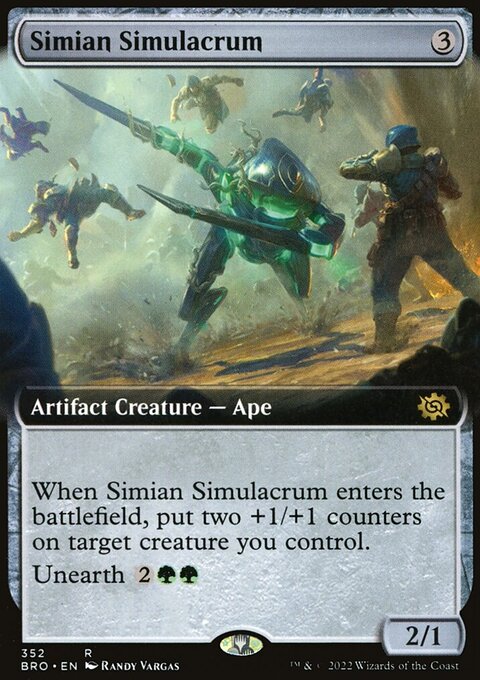 Simian Simulacrum 3
Artifact Creature — Ape
When Simian Simulacrum enters the
battlefield, put two +1/+1 counters
on target creature you control.
Unearth 2
2/1
352 R
BRO • EN Randy Vargas
™ & © 2022 Wizards of the Coast